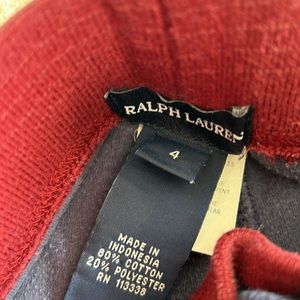 RALPH LAUREN
4
MADE IN
INDONESIA
80% COTTON
20% POLYESTER
RN 113338